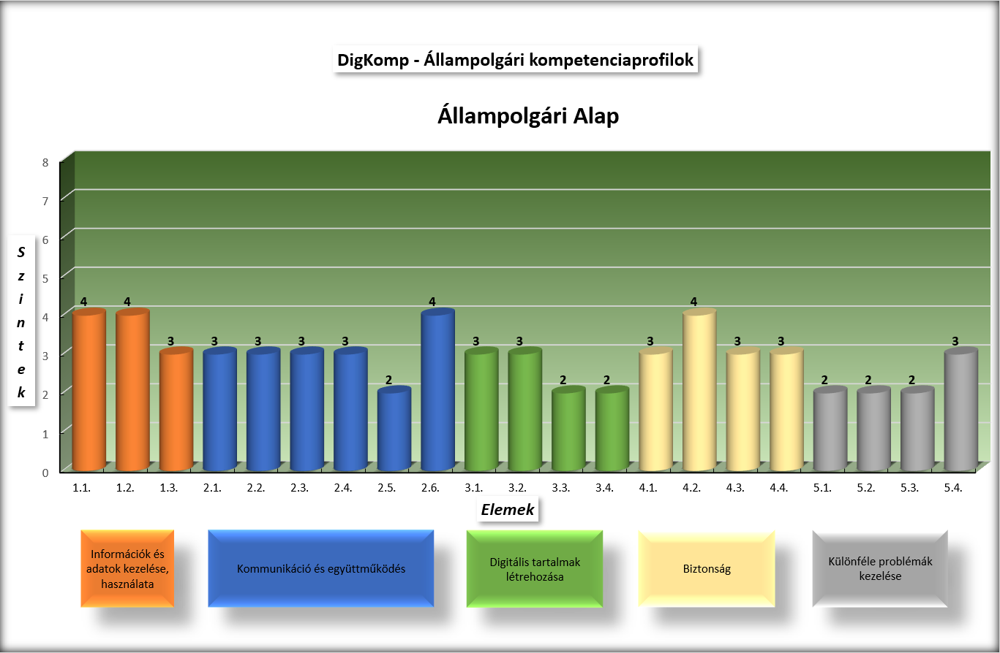 DigKomp - Állampolgári kompetenciaprofilok
Állampolgári Alap
8
7
6
5
4
3
2
1
0
Szintek
4 4 3 3 3 3 3 2 4 3 3 2 2 3 4 3 3 2 2 2 3
1.1. 1.2. 1.3. 2.1. 2.2. 2.3. 2.4. 2.5. 2.6. 3.1. 3.2. 3.3. 3.4. 4.1. 4.2. 4.3. 4.4. 5.1. 5.2. 5.3. 5.4.
Elemek
Információk és
adatok kezelése,
használata
Kommunikáció és együttműködés
Digitális tartalmak
létrehozása
Biztonság
Különféle problémák
kezelése